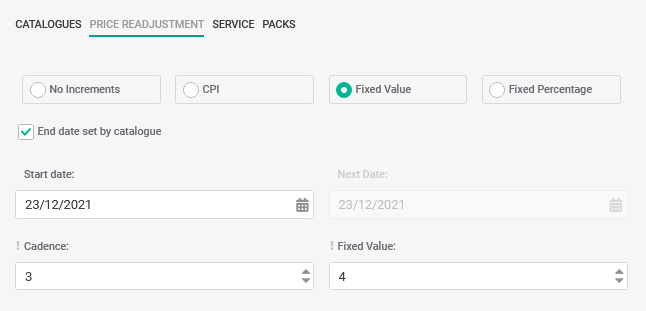 CATALOGUES PRICE READJUSTMENT SERVICE PACKS
No Increments CPI Fixed Value Fixed Percentage
End date set by catalogue
Start date: Next Date:
23/12/2021 23/12/2021
! Cadence: ! Fixed Value:
3 4